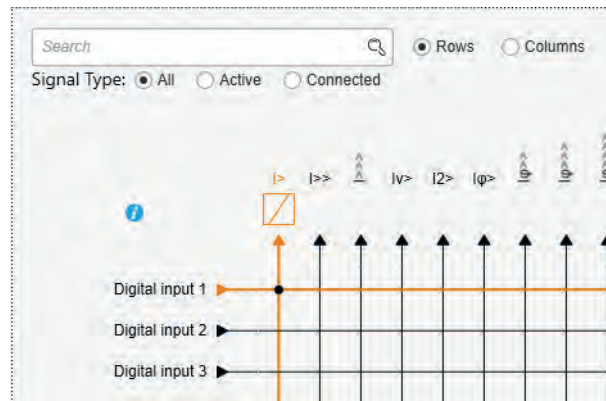 Search
Rows
Columns
Signal Type:
All
Active
Connected
I> I>> I>>> Iv> I2> Iφ>
Digital input 1
Digital input 2
Digital input 3